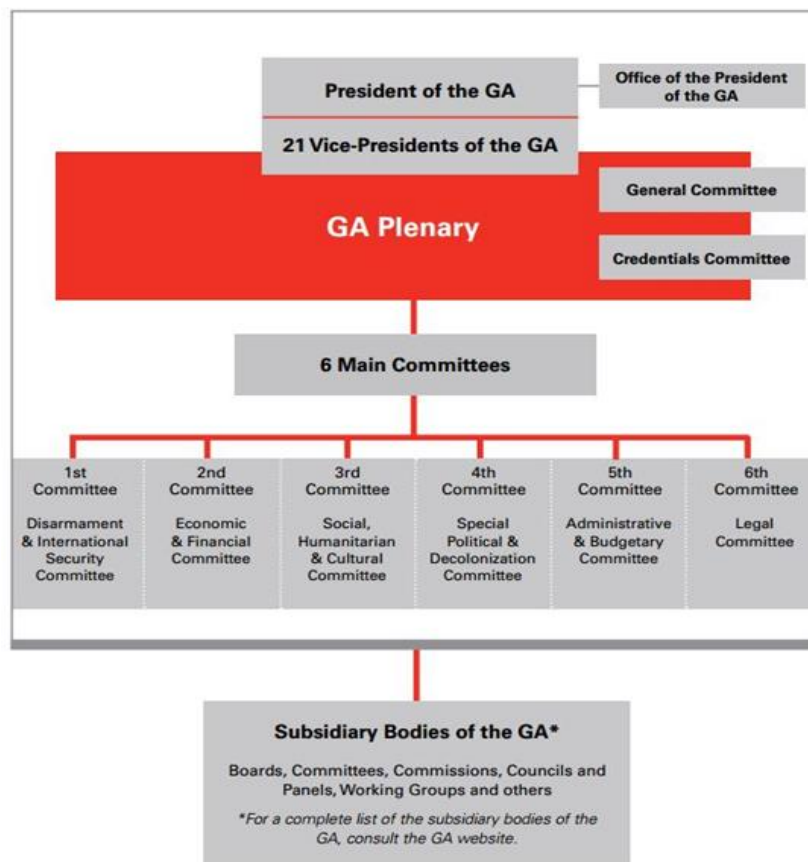 President of the GA
Office of the President
of the GA
21 Vice-Presidents of the GA
GA Plenary
General Committee
Credentials Committee
6 Main Committees
1st
Committee
Disarmament
& International
Security
Committee
2nd
Committee
Economic
& Financial
Committee
3rd
Committee
Social,
Humanitarian
& Cultural
Committee
4th
Committee
Special
Political &
Decolonization
Committee
5th
Committee
Administrative
& Budgetary
Committee
6th
Committee
Legal
Committee
Subsidiary Bodies of the GA*
Boards, Committees, Commissions, Councils and
Panels, Working Groups and others
*For a complete list of the subsidiary bodies of the
GA, consult the GA website.